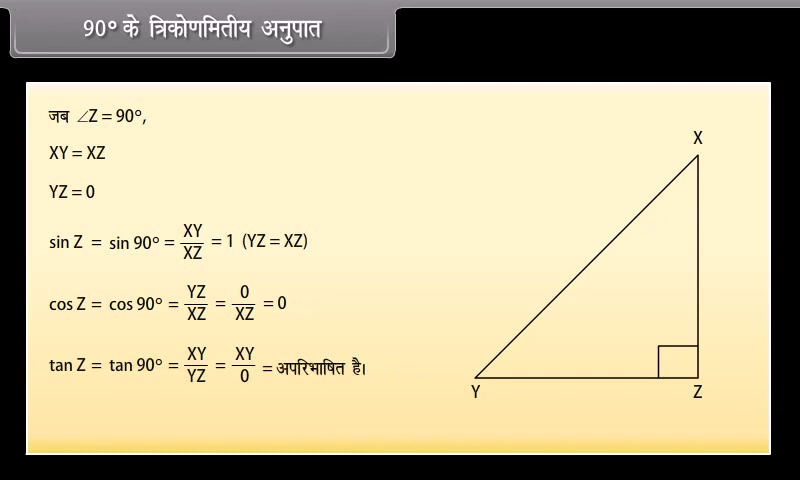 90° के त्रिकोणमितीय अनुपात
जब ∠Z = 90°,
XY = XZ
YZ = 0
sin Z = sin 90° = XY/XZ = 1 (YZ = XZ)
cos Z = cos 90° = YZ/XZ = 0/XZ = 0
tan Z = tan 90° = XY/YZ = XY/0 = अपरिभाषित है।
X
Y Z